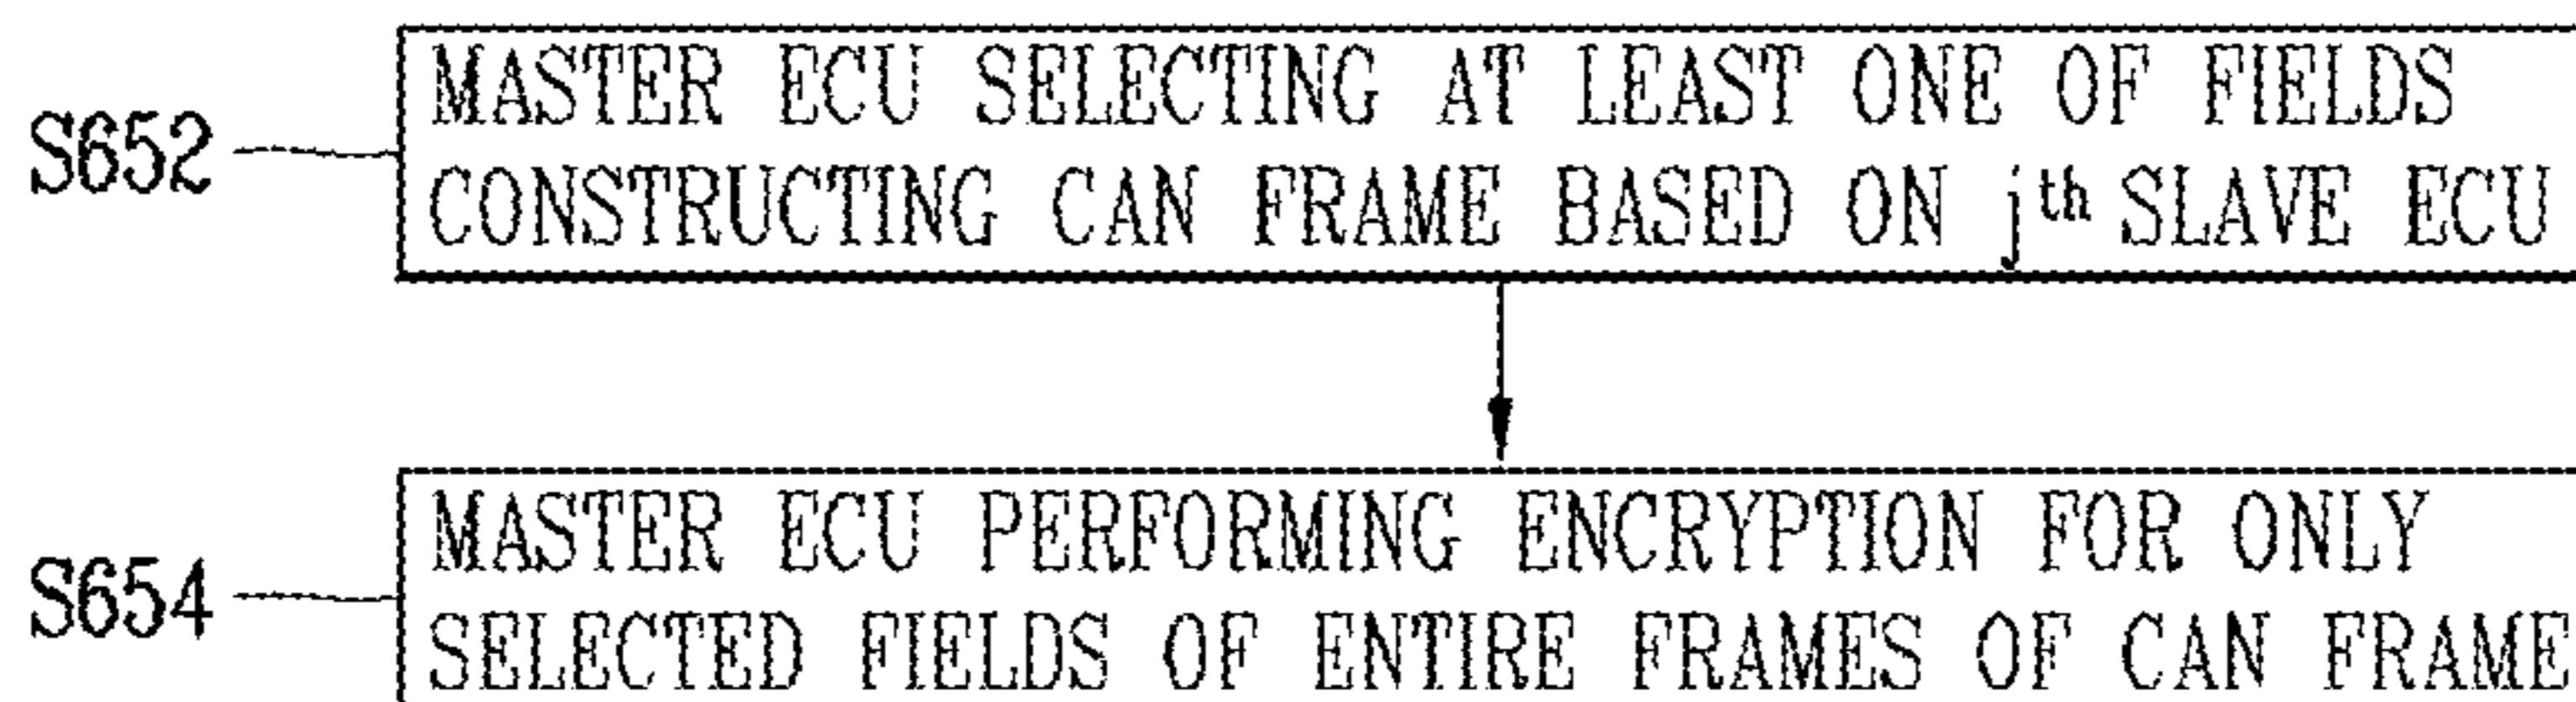 MASTER ECU SELECTING AT LEAST ONE OF FIELDS
S652
CONSTRUCTING CAN FRAME BASED ON jth SLAVE ECU
MASTER ECU PERFORMING ENCRYPTION FOR ONLY
S654
SELECTED FIELDS OF ENTIRE FRAMES OF CAN FRAME